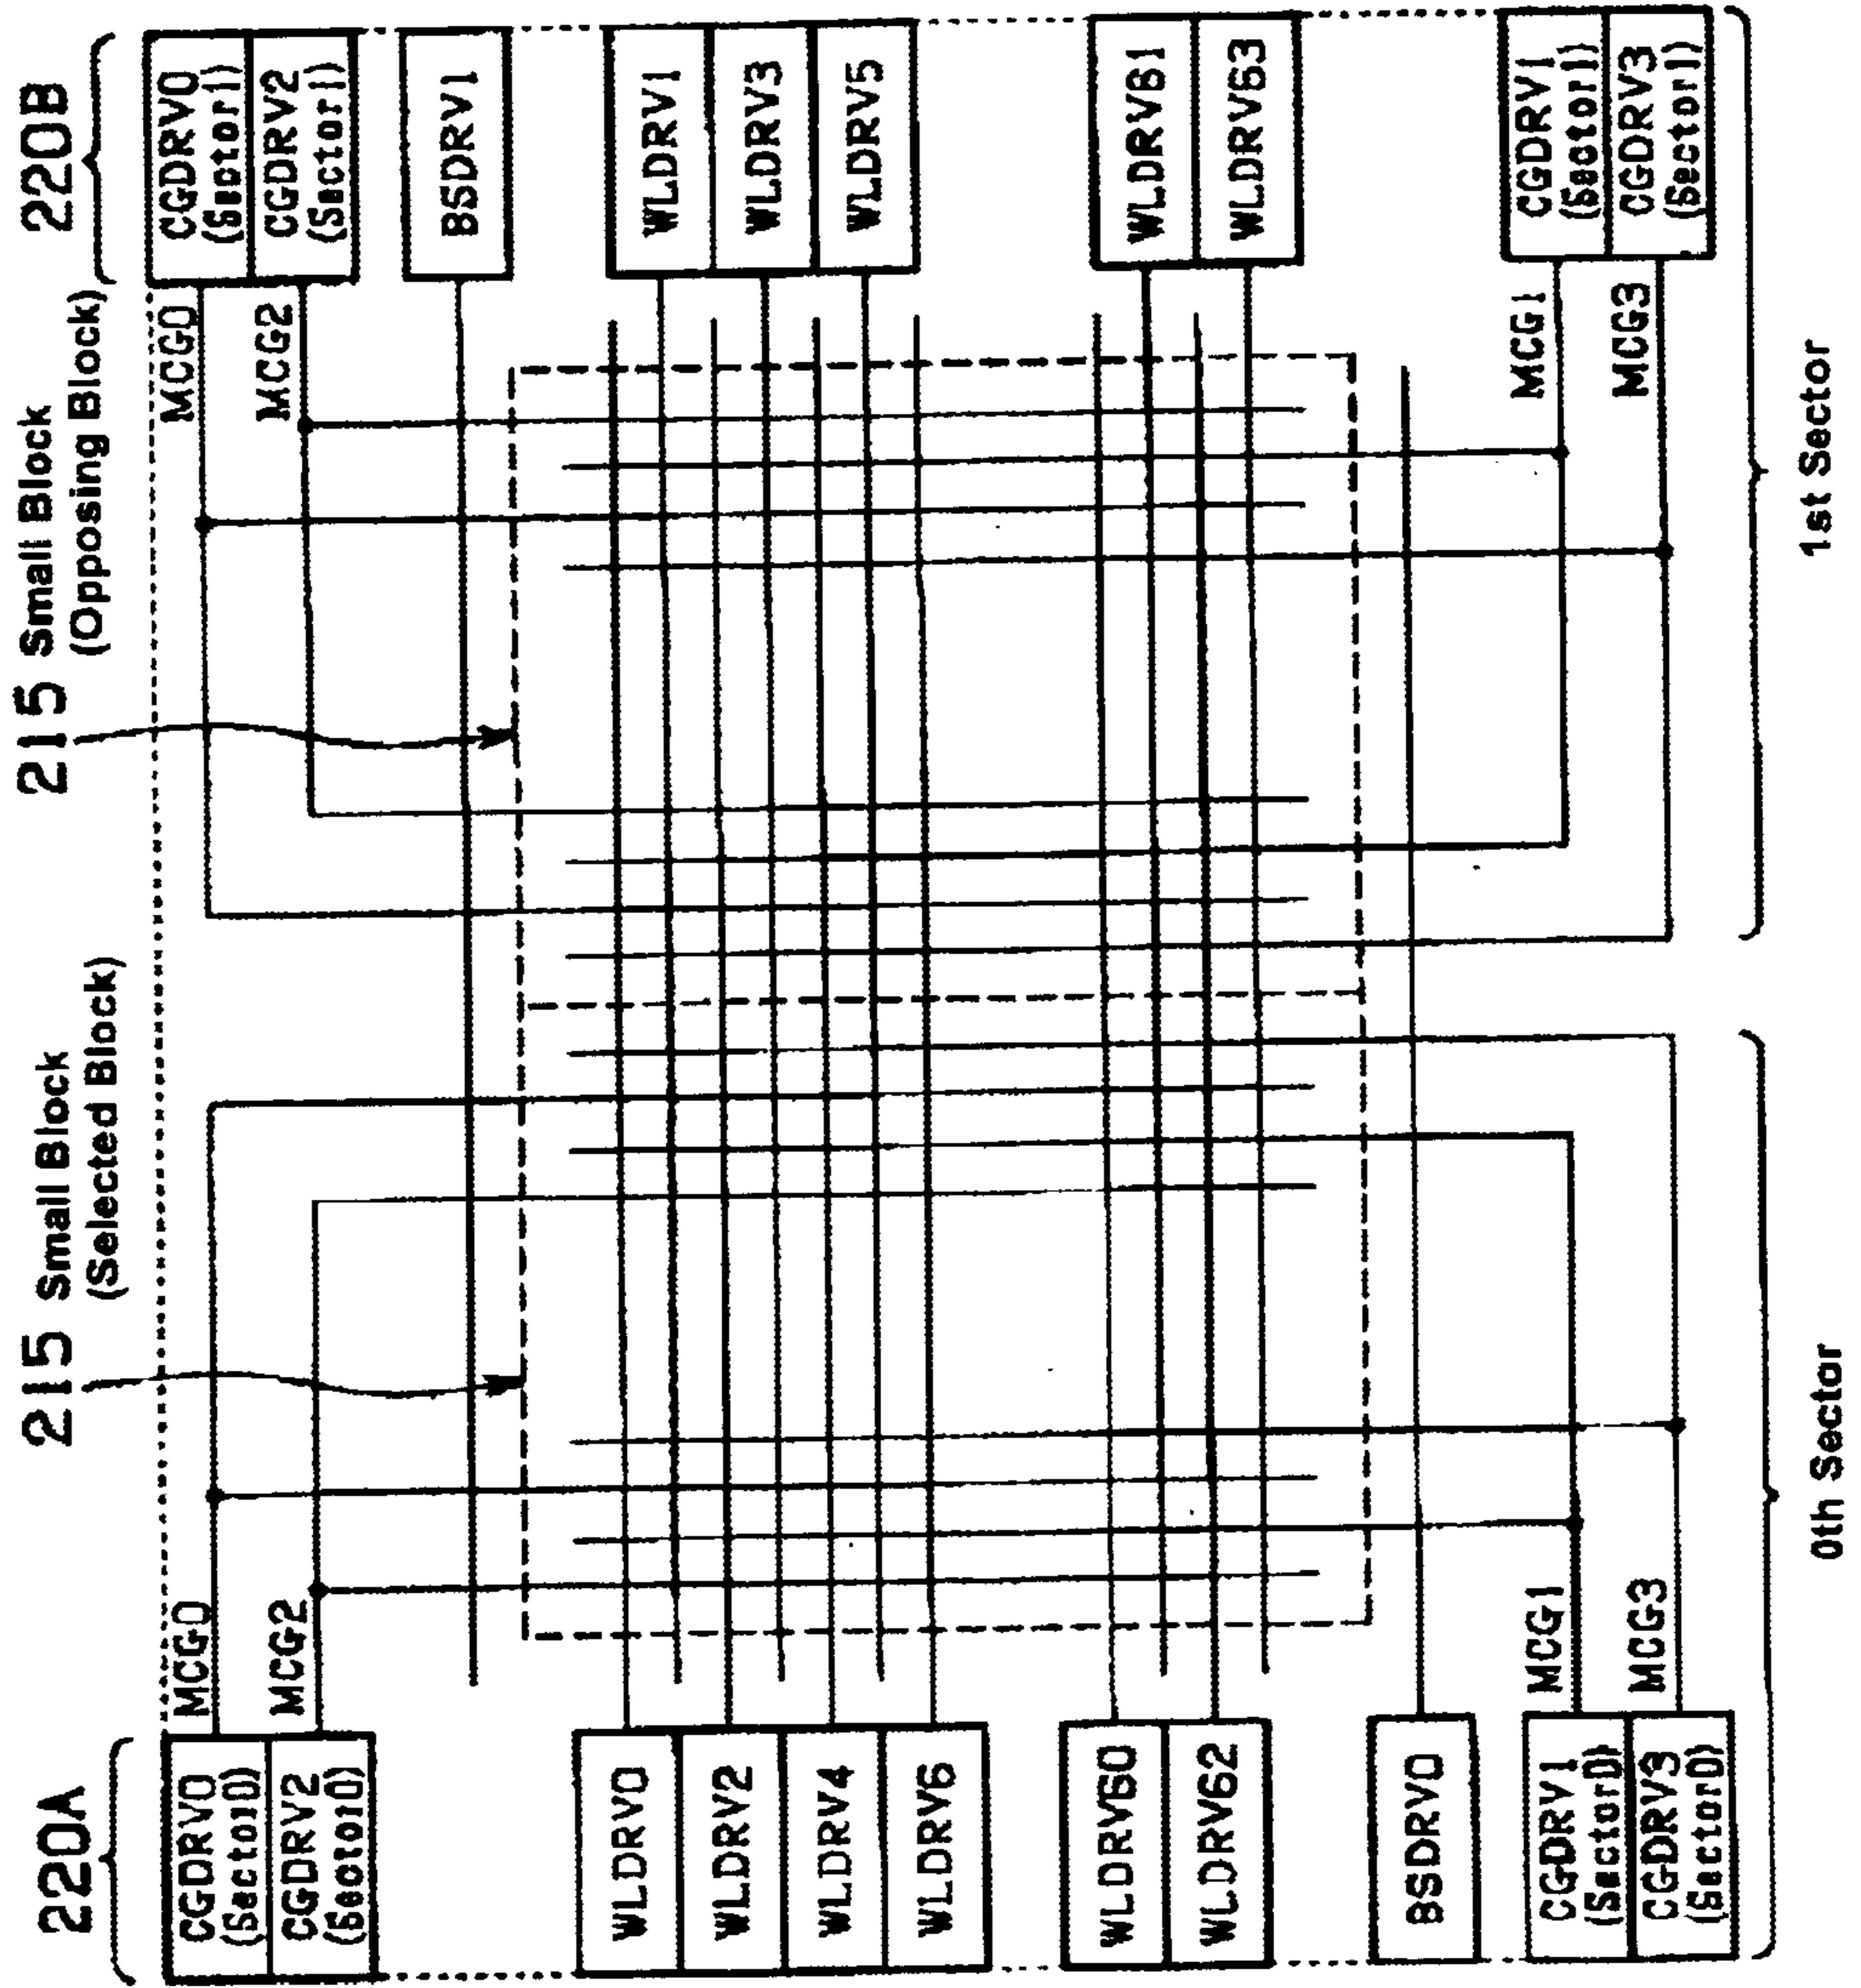 220A
CGDRV0
(Sector0)
CGDRV2
(Sector0)
WLDRV0
WLDRV2
WLDRV4
WLDRV6
WLDRV60
WLDRV62
BSDRV0
CGDRV1
(Sector0)
CGDRV3
(Sector0)
MCG0
MCG2
MCG1
MCG3
215 Small Block
(Selected Block)
215 Small Block
(Opposing Block)
MCG0
MCG2
MCG1
MCG3
220B
CGDRV0
(Sector1)
CGDRV2
(Sector1)
BSDRV1
WLDRV1
WLDRV3
WLDRV5
WLDRV61
WLDRV63
CGDRV1
(Sector1)
CGDRV3
(Sector1)
0th Sector
1st Sector